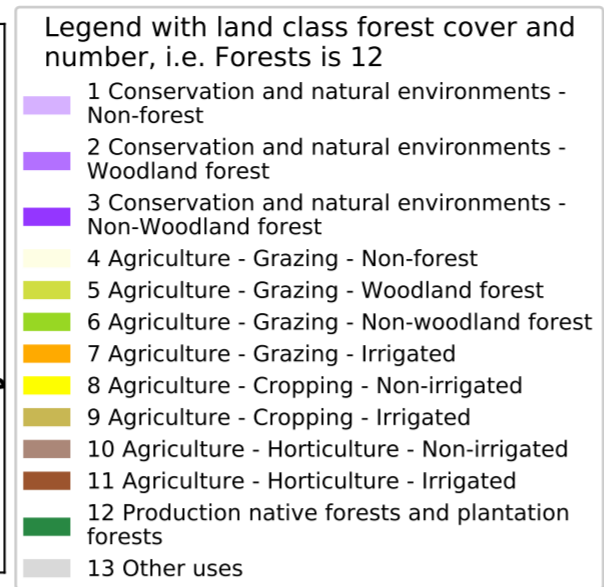 Legend with land class forest cover and
number, i.e. Forests is 12
1 Conservation and natural environments -
Non-forest
2 Conservation and natural environments -
Woodland forest
3 Conservation and natural environments -
Non-Woodland forest
4 Agriculture - Grazing - Non-forest
5 Agriculture - Grazing - Woodland forest
6 Agriculture - Grazing - Non-woodland forest
7 Agriculture - Grazing - Irrigated
8 Agriculture - Cropping - Non-irrigated
9 Agriculture - Cropping - Irrigated
10 Agriculture - Horticulture - Non-irrigated
11 Agriculture - Horticulture - Irrigated
12 Production native forests and plantation
forests
13 Other uses